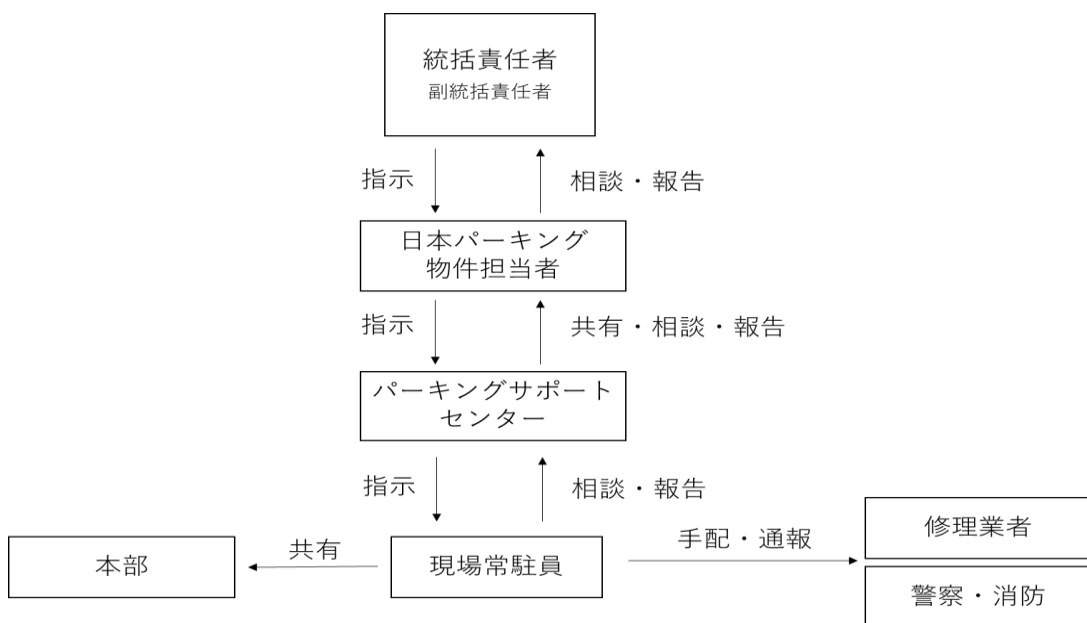 統括責任者
副統括責任者
指示
相談・報告
日本パーキング
物件担当者
指示
共有・相談・報告
パーキングサポート
センター
指示
相談・報告
修理業者
手配・通報
共有
本部
現場常駐員
警察・消防